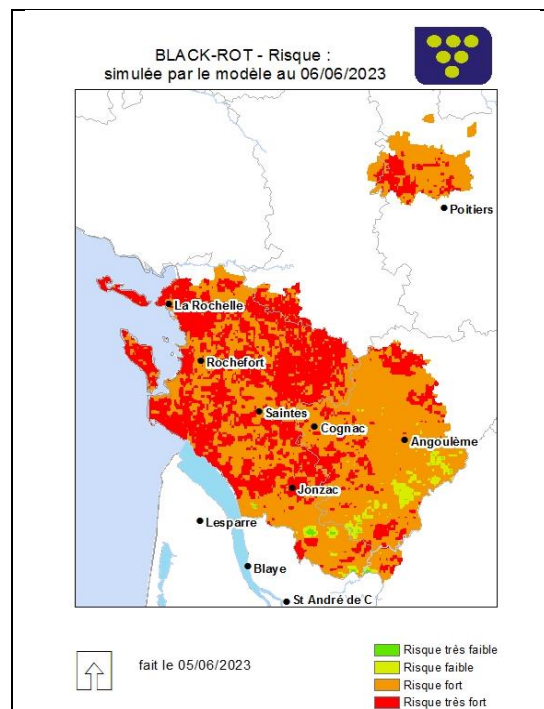 BLACK-ROT - Risque :
simulée par le modèle au 06/06/2023
Poitiers
La Rochelle
Rochefort
Saintes
Cognac
Angoulême
Jonzac
Lesparre
Blaye
St André de C
fait le 05/06/2023
Risque très faible
Risque faible
Risque fort
Risque très fort